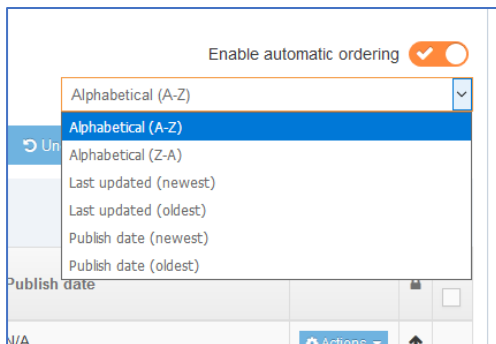 Enable automatic ordering
Alphabetical (A-Z)
Alphabetical (A-Z)
Alphabetical (Z-A)
Last updated (newest)
Last updated (oldest)
Publish date (newest)
Publish date (oldest)
Publish date
N/A
Actions